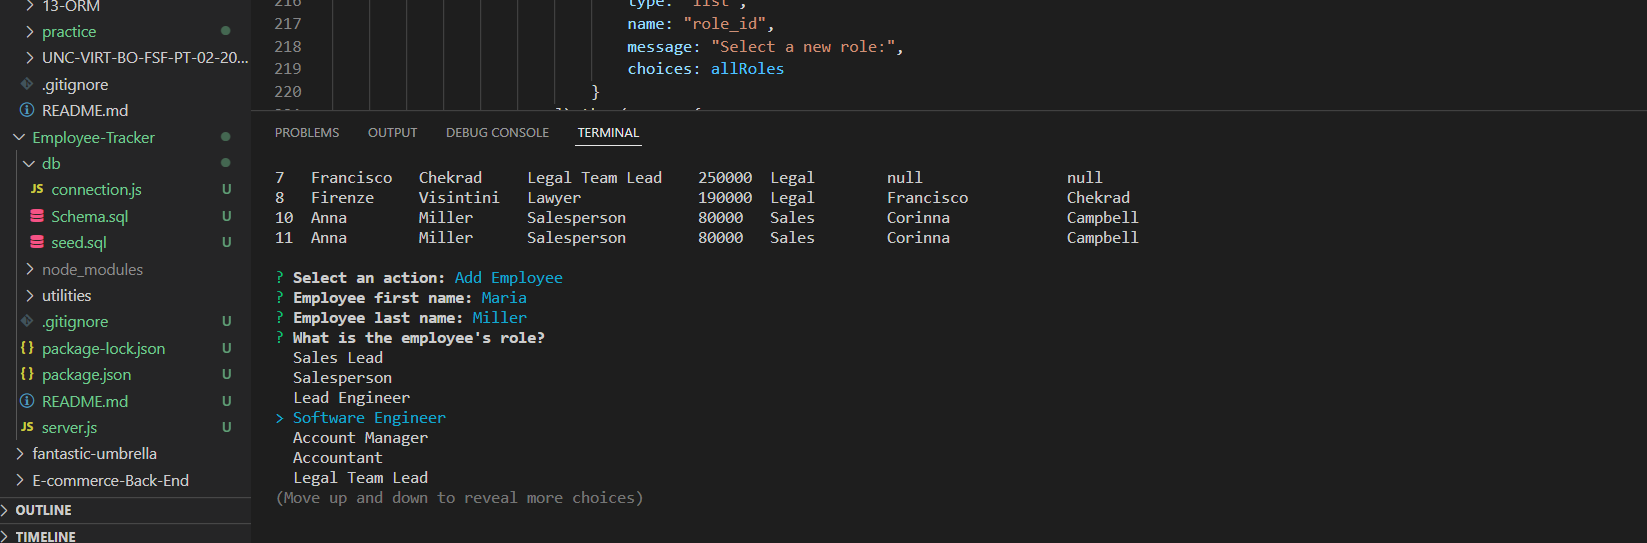 13-ORM
practice
UNC-VIRT-BO-FSF-PT-02-20...
.gitignore
README.md
Employee-Tracker
db
JS connection.js U
Schema.sql U
seed.sql U
node_modules
utilities
.gitignore U
{} package-lock.json U
{} package.json U
README.md U
JS server.js U
fantastic-umbrella
E-commerce-Back-End
OUTLINE
TIMELINE
216 type: "list",
217 name: "role_id",
218 message: "Select a new role:",
219 choices: allRoles
220 }
PROBLEMS OUTPUT DEBUG CONSOLE TERMINAL
7 Francisco Chekrad Legal Team Lead 250000 Legal null null
8 Firenze Visintini Lawyer 190000 Legal Francisco Chekrad
10 Anna Miller Salesperson 80000 Sales Corinna Campbell
11 Anna Miller Salesperson 80000 Sales Corinna Campbell
? Select an action: Add Employee
? Employee first name: Maria
? Employee last name: Miller
? What is the employee's role?
Sales Lead
Salesperson
Lead Engineer
> Software Engineer
Account Manager
Accountant
Legal Team Lead
(Move up and down to reveal more choices)